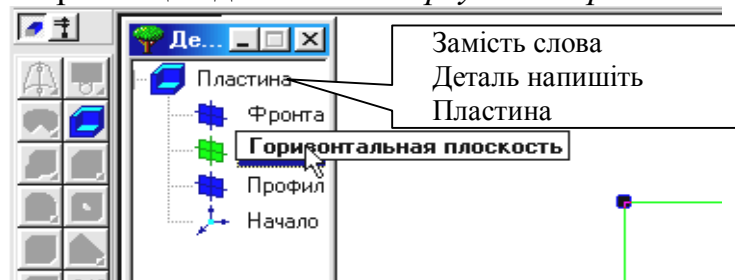 Де...
Замість слова
Деталь напишіть
Пластина
Пластина
Фронта
Горизонтальная плоскость
Профил
Начало